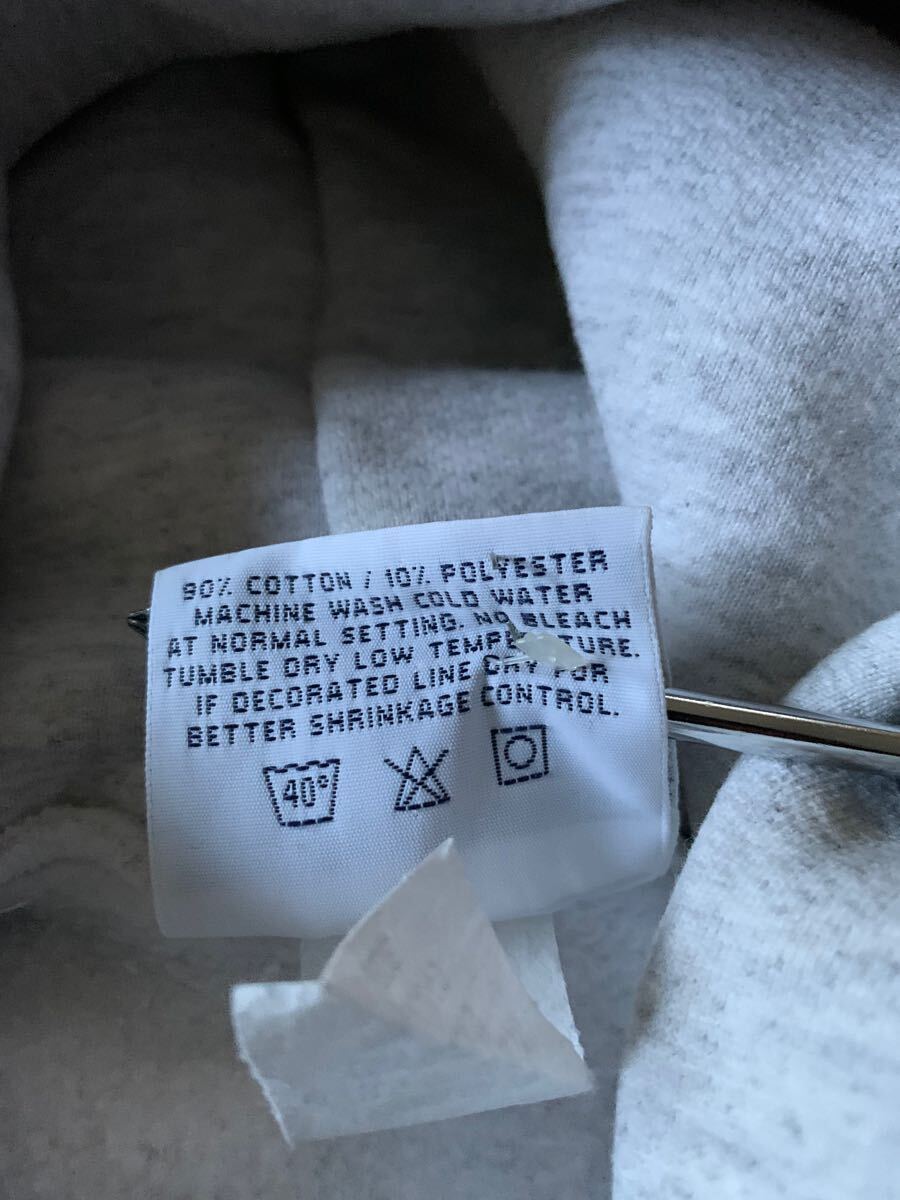 90% COTTON / 10% POLYESTER
MACHINE WASH COLD WATER
AT NORMAL SETTING. NO BLEACH
TUMBLE DRY LOW TEMPERATURE.
IF DECORATED LINE DRY FOR
BETTER SHRINKAGE CONTROL.
40°